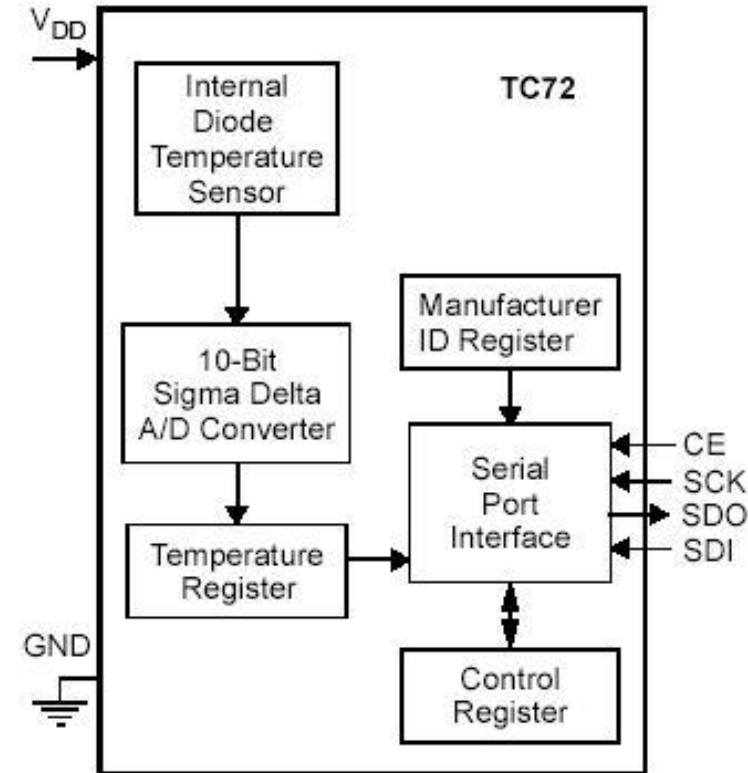 VDD
Internal
Diode
Temperature
Sensor
TC72
Manufacturer
ID Register
10-Bit
Sigma Delta
A/D Converter
Serial
Port
Interface
CE
SCK
SDO
SDI
Temperature
Register
GND
Control
Register